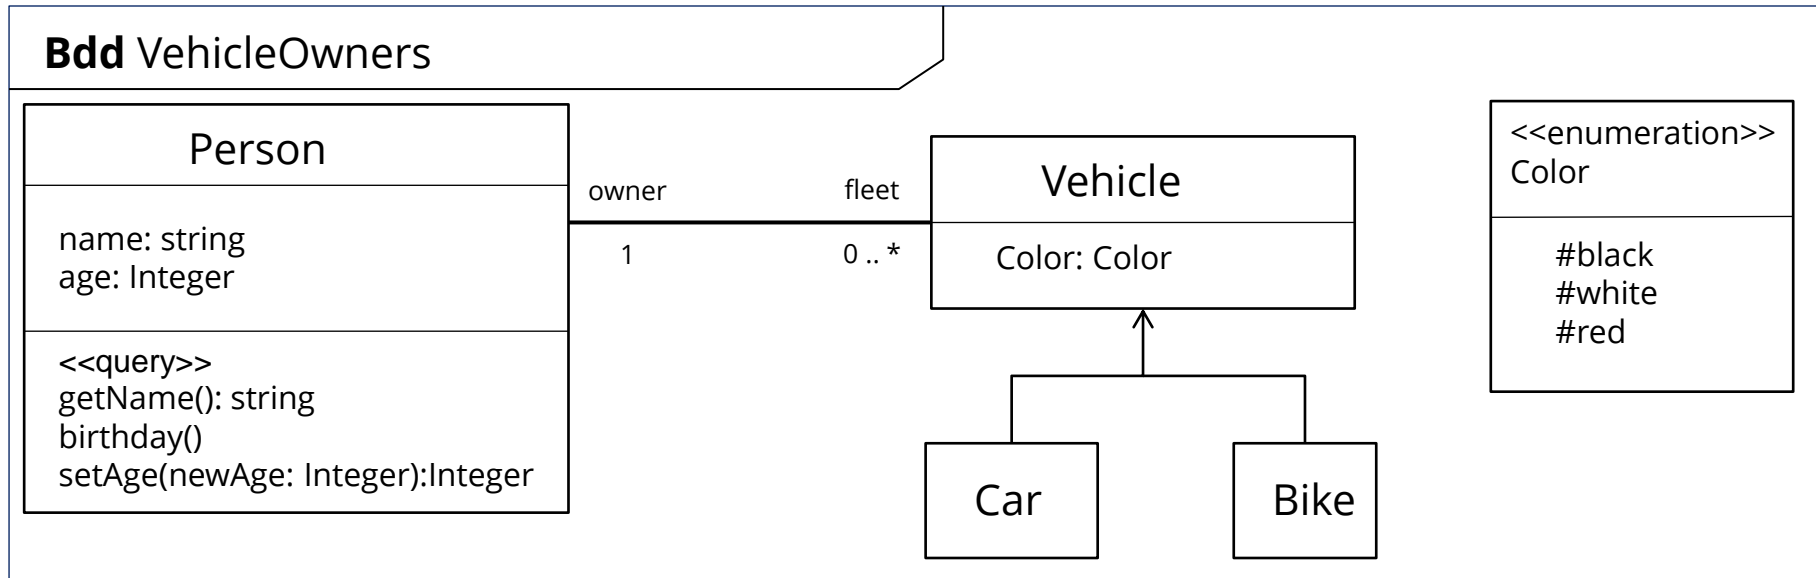 Bdd VehicleOwners
Person
name: string
age: Integer
<<query>>
getName(): string
birthday()
setAge(newAge: Integer):Integer
owner
fleet
1
0 .. *
Vehicle
Color: Color
Car
Bike
<<enumeration>>
Color
#black
#white
#red